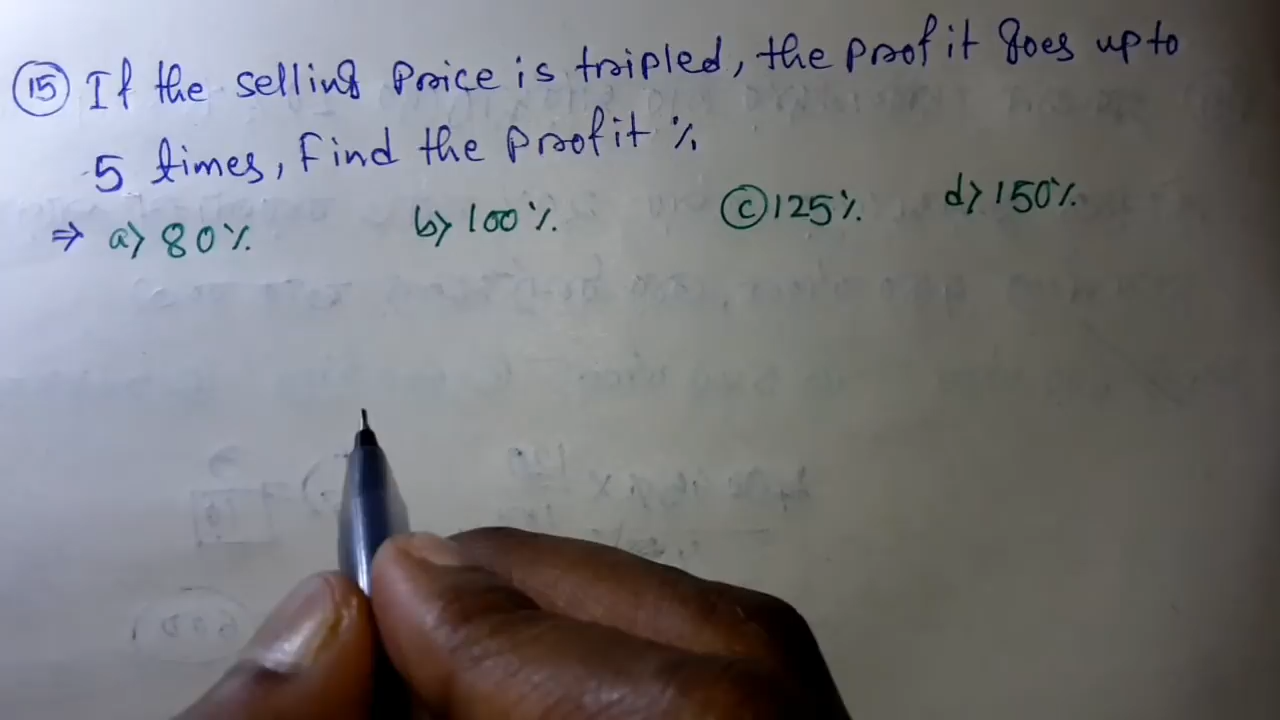 15 If the selling Price is tripled, the profit goes up to
5 times, Find the profit %
⇒ a) 80% b) 100% c) 125% d) 150%